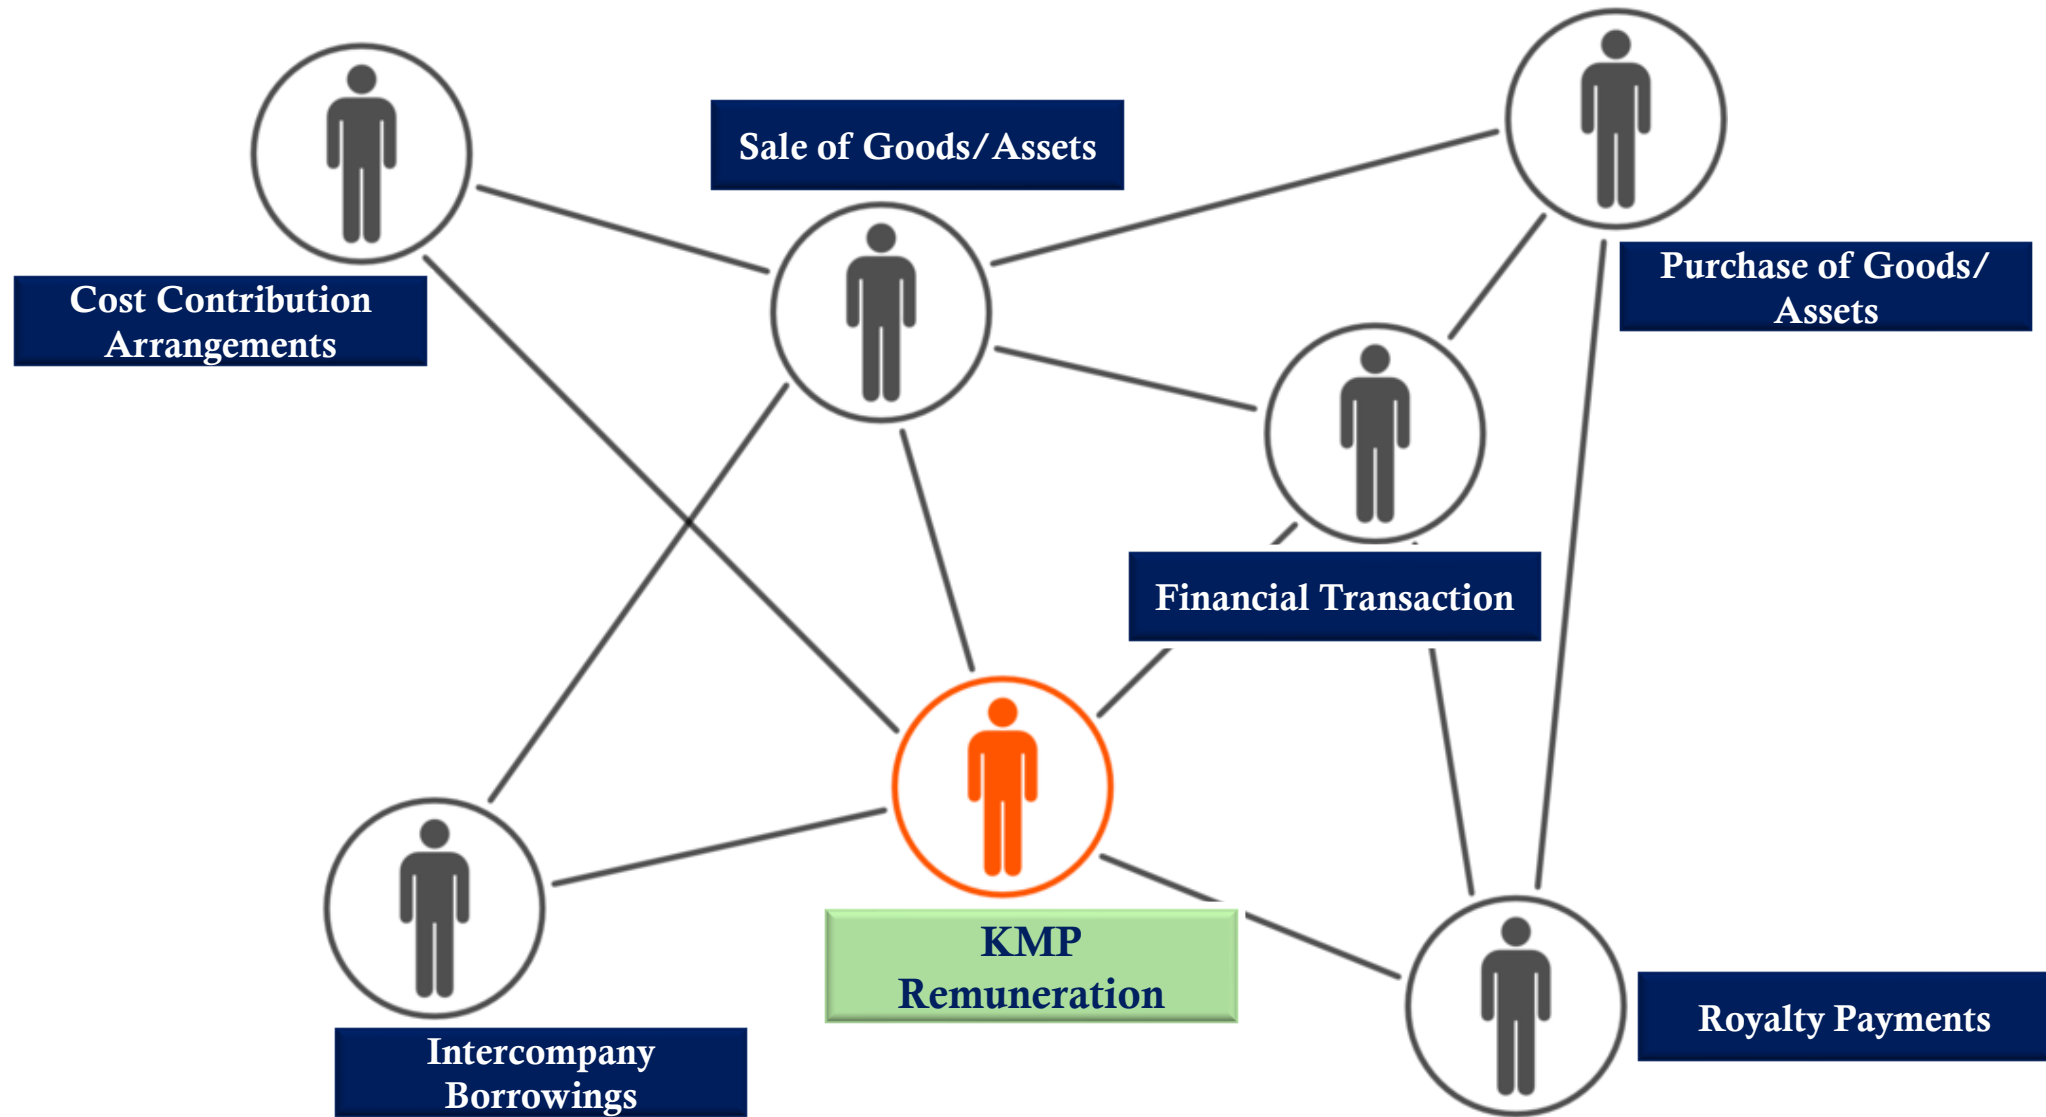 Sale of Goods/Assets
Purchase of Goods/
Assets
Cost Contribution
Arrangements
Financial Transaction
KMP
Remuneration
Royalty Payments
Intercompany
Borrowings